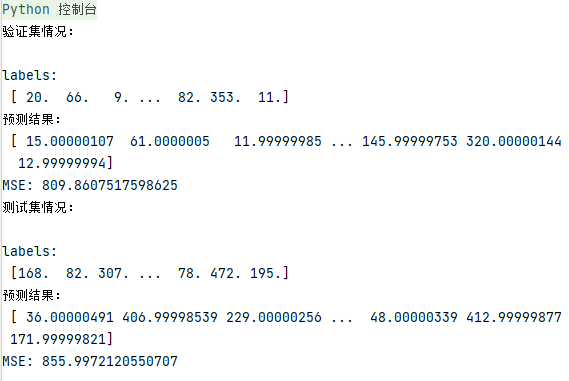 Python 控制台
验证集情况:
labels:
[ 20.  66.   9. ...  82. 353.  11.]
预测结果:
[ 15.00000107  61.0000005   11.99999985 ... 145.99999753 320.00000144
12.99999994]
MSE: 809.8607517598625
测试集情况:
labels:
[168.  82. 307. ...  78. 472. 195.]
预测结果:
[ 36.00000491 406.99998539 229.00000256 ...  48.00000339 412.99999877
171.99999821]
MSE: 855.9972120550707